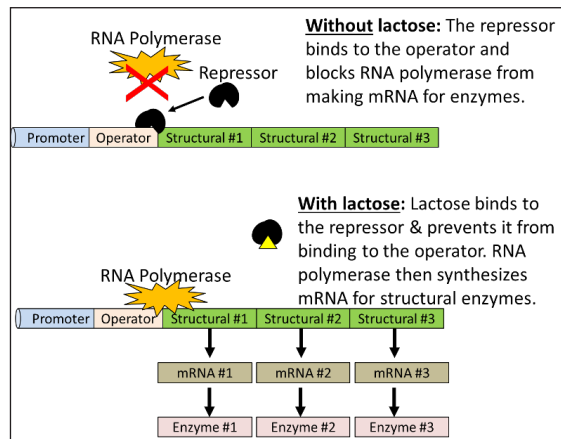 Without lactose: The repressor
binds to the operator and
blocks RNA polymerase from
making mRNA for enzymes.
RNA Polymerase
Repressor
Promoter Operator Structural #1 Structural #2 Structural #3
With lactose: Lactose binds to
the repressor & prevents it from
binding to the operator. RNA
polymerase then synthesizes
mRNA for structural enzymes.
RNA Polymerase
Promoter Operator Structural #1 Structural #2 Structural #3
mRNA #1 mRNA #2 mRNA #3
Enzyme #1 Enzyme #2 Enzyme #3